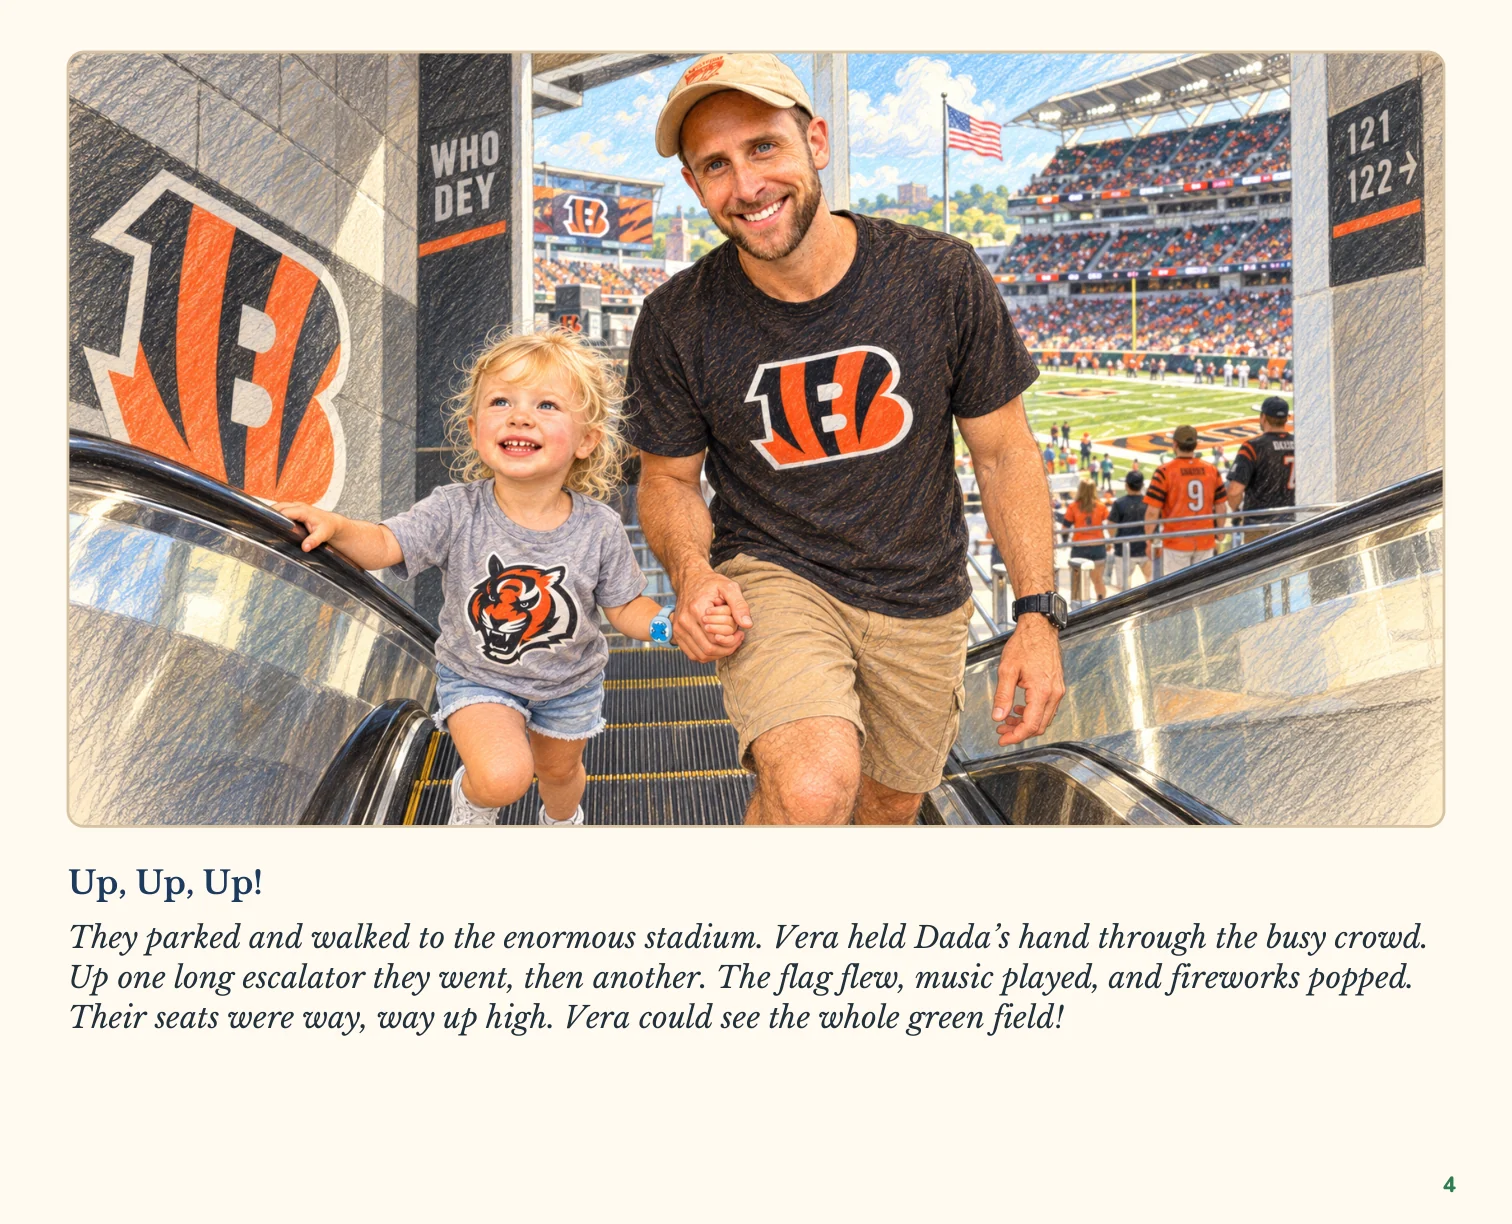 WHO
DEY
121
122→
9
Up, Up, Up!
They parked and walked to the enormous stadium. Vera held Dada’s hand through the busy crowd.
Up one long escalator they went, then another. The flag flew, music played, and fireworks popped.
Their seats were way, way up high. Vera could see the whole green field!
4